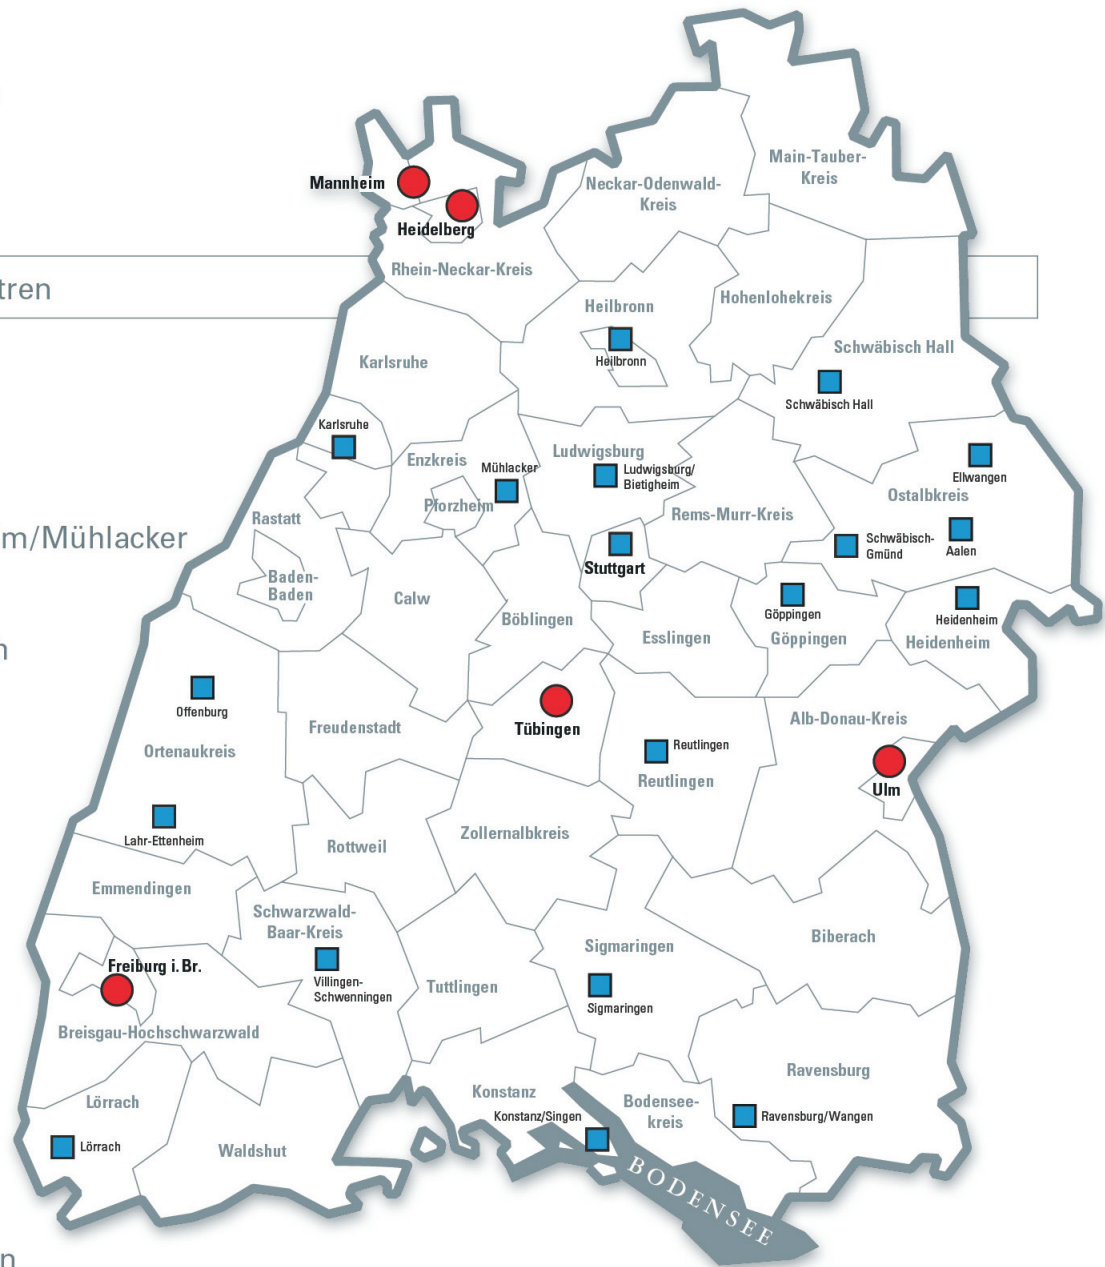 Main-Tauber-
Kreis
Neckar-Odenwald-
Kreis
Mannheim
Heidelberg
Rhein-Neckar-Kreis
tren
Heilbronn
Hohenlohekreis
Heilbronn
Schwäbisch Hall
Karlsruhe
Schwäbisch Hall
Karlsruhe
Enzkreis
Mühlacker
Pforzheim
Ludwigsburg
Ludwigsburg/
Bietigheim
Ellwangen
Ostalbkreis
Rems-Murr-Kreis
Rastatt
m/Mühlacker
Schwäbisch-
Gmünd
Aalen
Stuttgart
Baden-
Baden
Calw
Böblingen
Göppingen
Heidenheim
Esslingen
Göppingen
Heidenheim
n
Offenburg
Freudenstadt
Tübingen
Alb-Donau-Kreis
Reutlingen
Ortenaukreis
Reutlingen
Ulm
Lahr-Ettenheim
Rottweil
Zollernalbkreis
Emmendingen
Schwarzwald-
Baar-Kreis
Sigmaringen
Biberach
Freiburg i. Br.
Villingen-
Schwenningen
Tuttlingen
Sigmaringen
Breisgau-Hochschwarzwald
Ravensburg
Konstanz
Lörrach
Bodensee-
kreis
Konstanz/Singen
Ravensburg/Wangen
Lörrach
Waldshut
BODENSEE
n